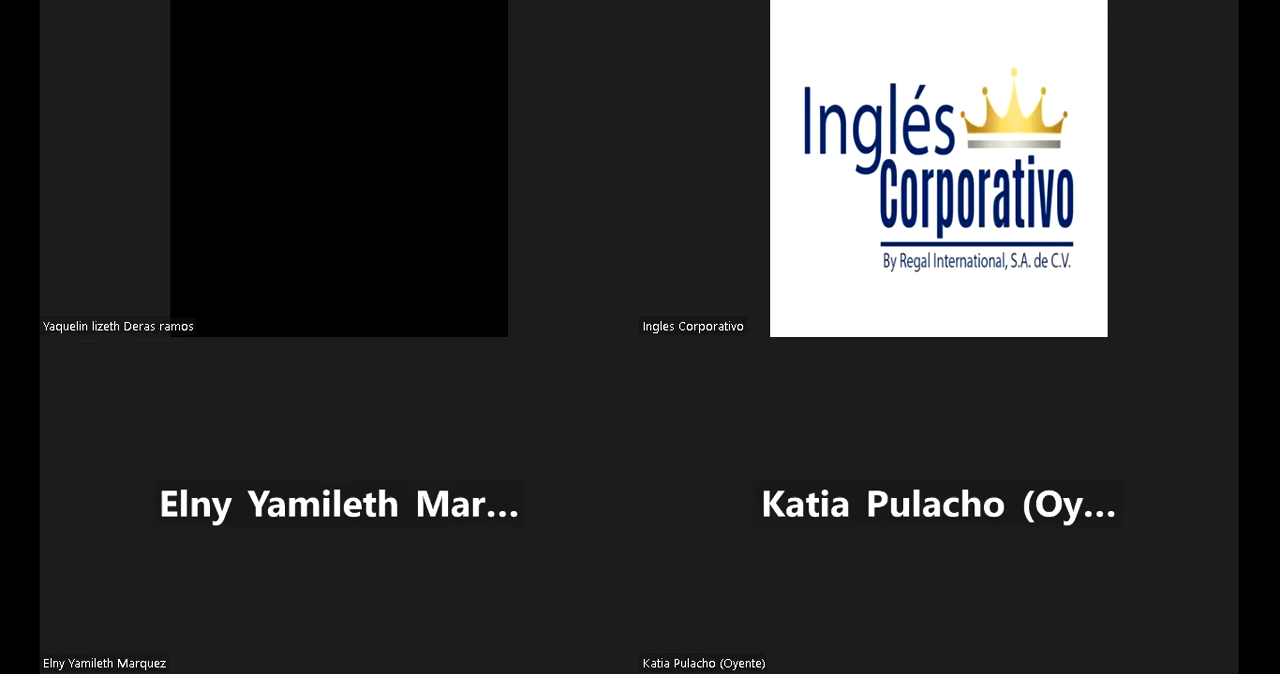 Inglés
Corporativo
By Regal International, S.A. de C.V.
Yaquelin lizeth Deras ramos
Ingles Corporativo
Elny Yamileth Mar...
Katia Pulacho (Oy...
Elny Yamileth Marquez
Katia Pulacho (Oyente)